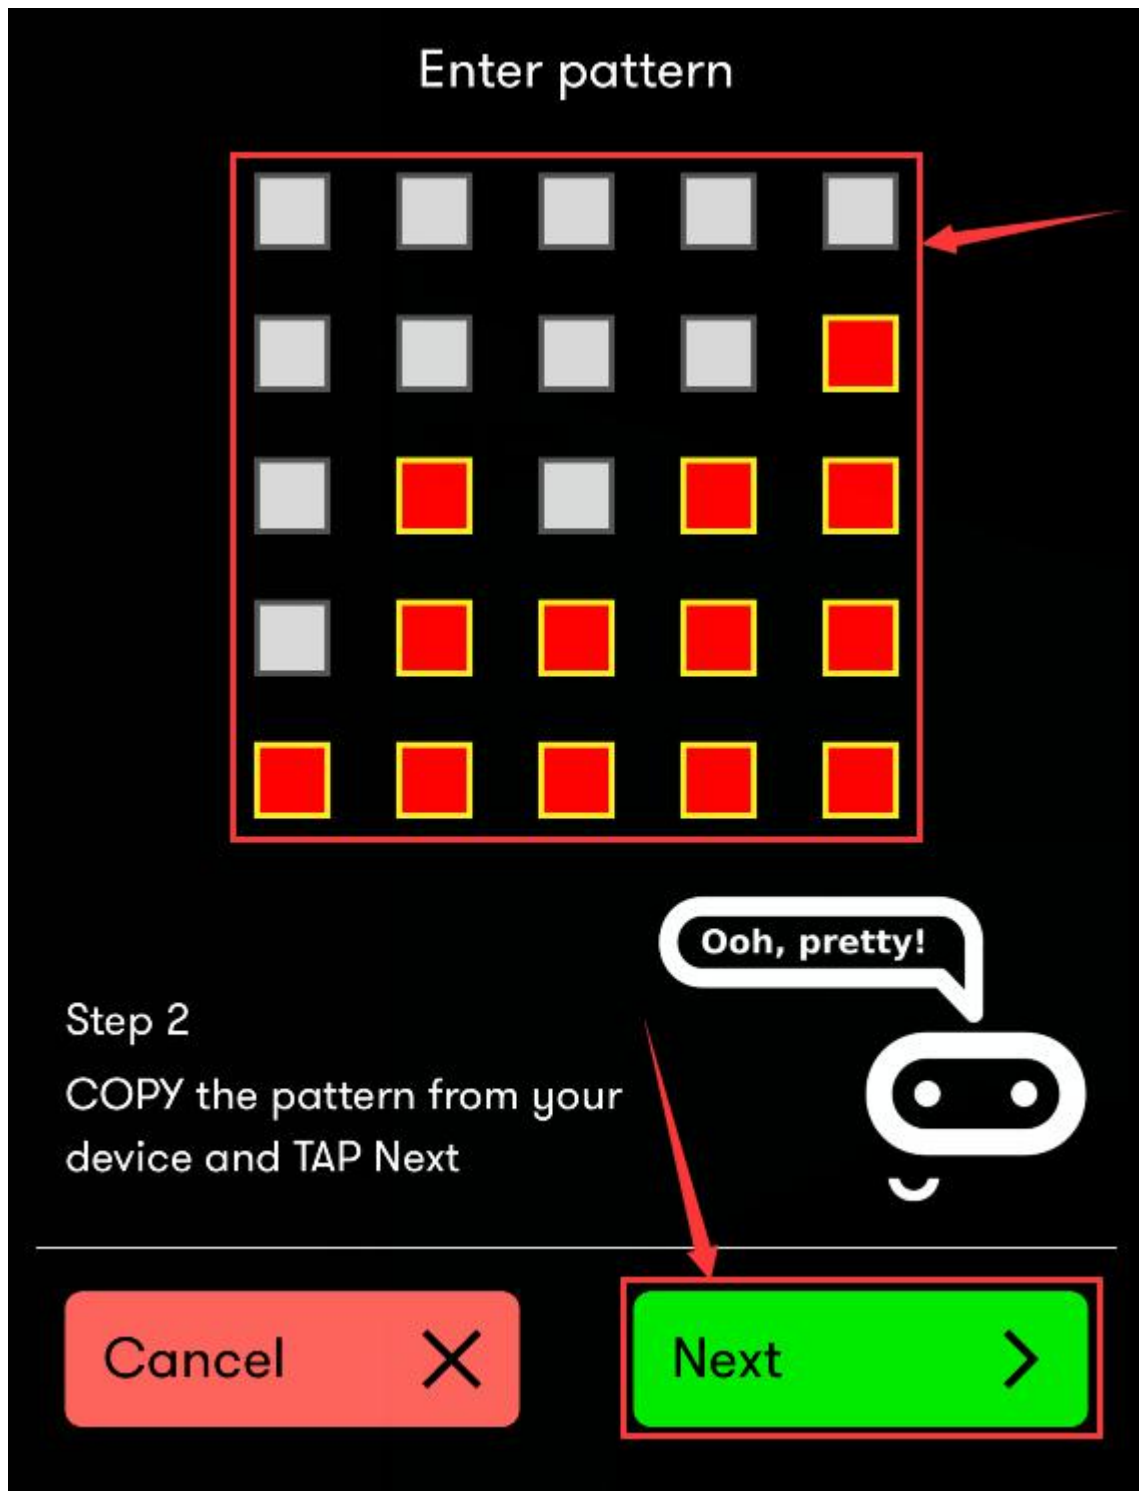 Enter pattern
Ooh, pretty!
Step 2
COPY the pattern from your
device and TAP Next
Cancel
Next